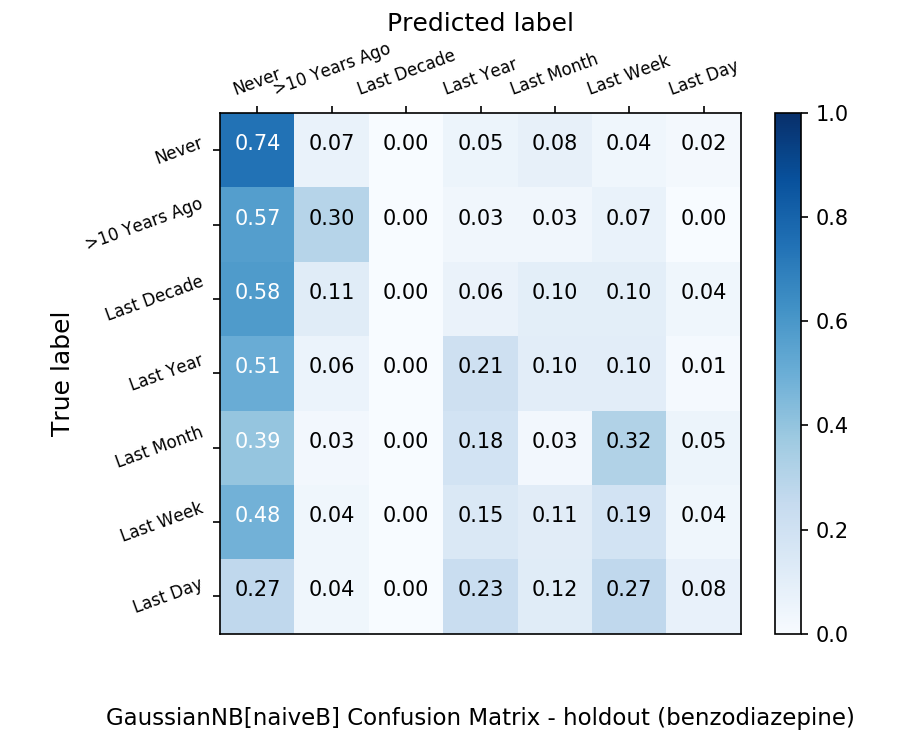 Predicted label
Never >10 Years Ago Last Decade Last Year Last Month Last Week Last Day
True label
Never 0.74 0.07 0.00 0.05 0.08 0.04 0.02
>10 Years Ago 0.57 0.30 0.00 0.03 0.03 0.07 0.00
Last Decade 0.58 0.11 0.00 0.06 0.10 0.10 0.04
Last Year 0.51 0.06 0.00 0.21 0.10 0.10 0.01
Last Month 0.39 0.03 0.00 0.18 0.03 0.32 0.05
Last Week 0.48 0.04 0.00 0.15 0.11 0.19 0.04
Last Day 0.27 0.04 0.00 0.23 0.12 0.27 0.08
1.0
0.8
0.6
0.4
0.2
0.0
GaussianNB[naiveB] Confusion Matrix - holdout (benzodiazepine)